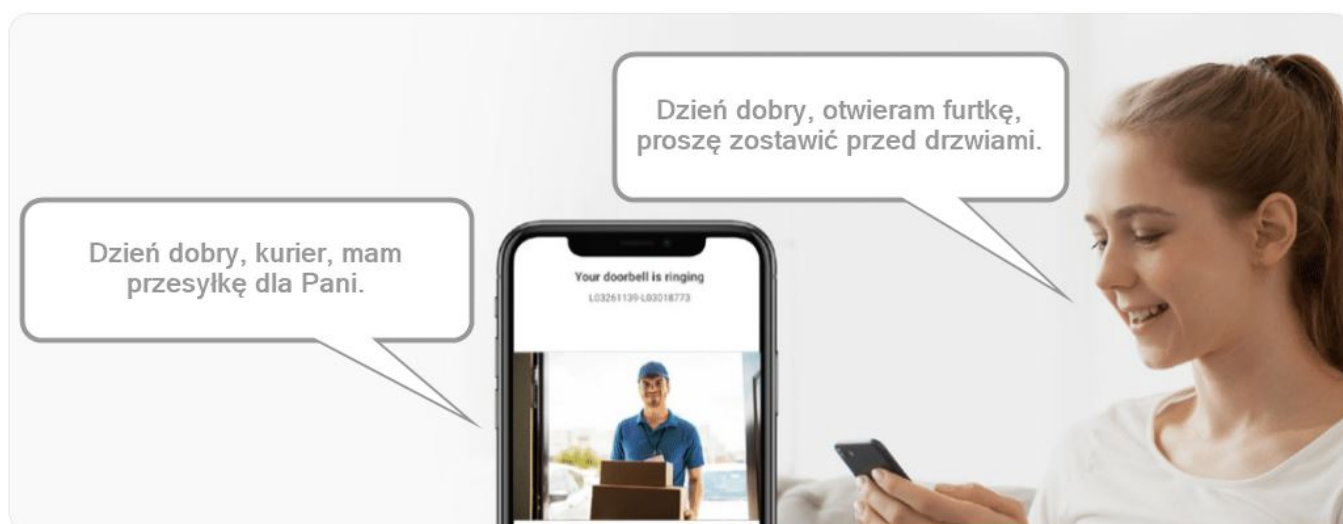 Dzień dobry, otwieram furtkę,
proszę zostawić przed drzwiami.
Dzień dobry, kurier, mam
przesyłkę dla Pani.
Your doorbell is ringing
L03261139-L03018773